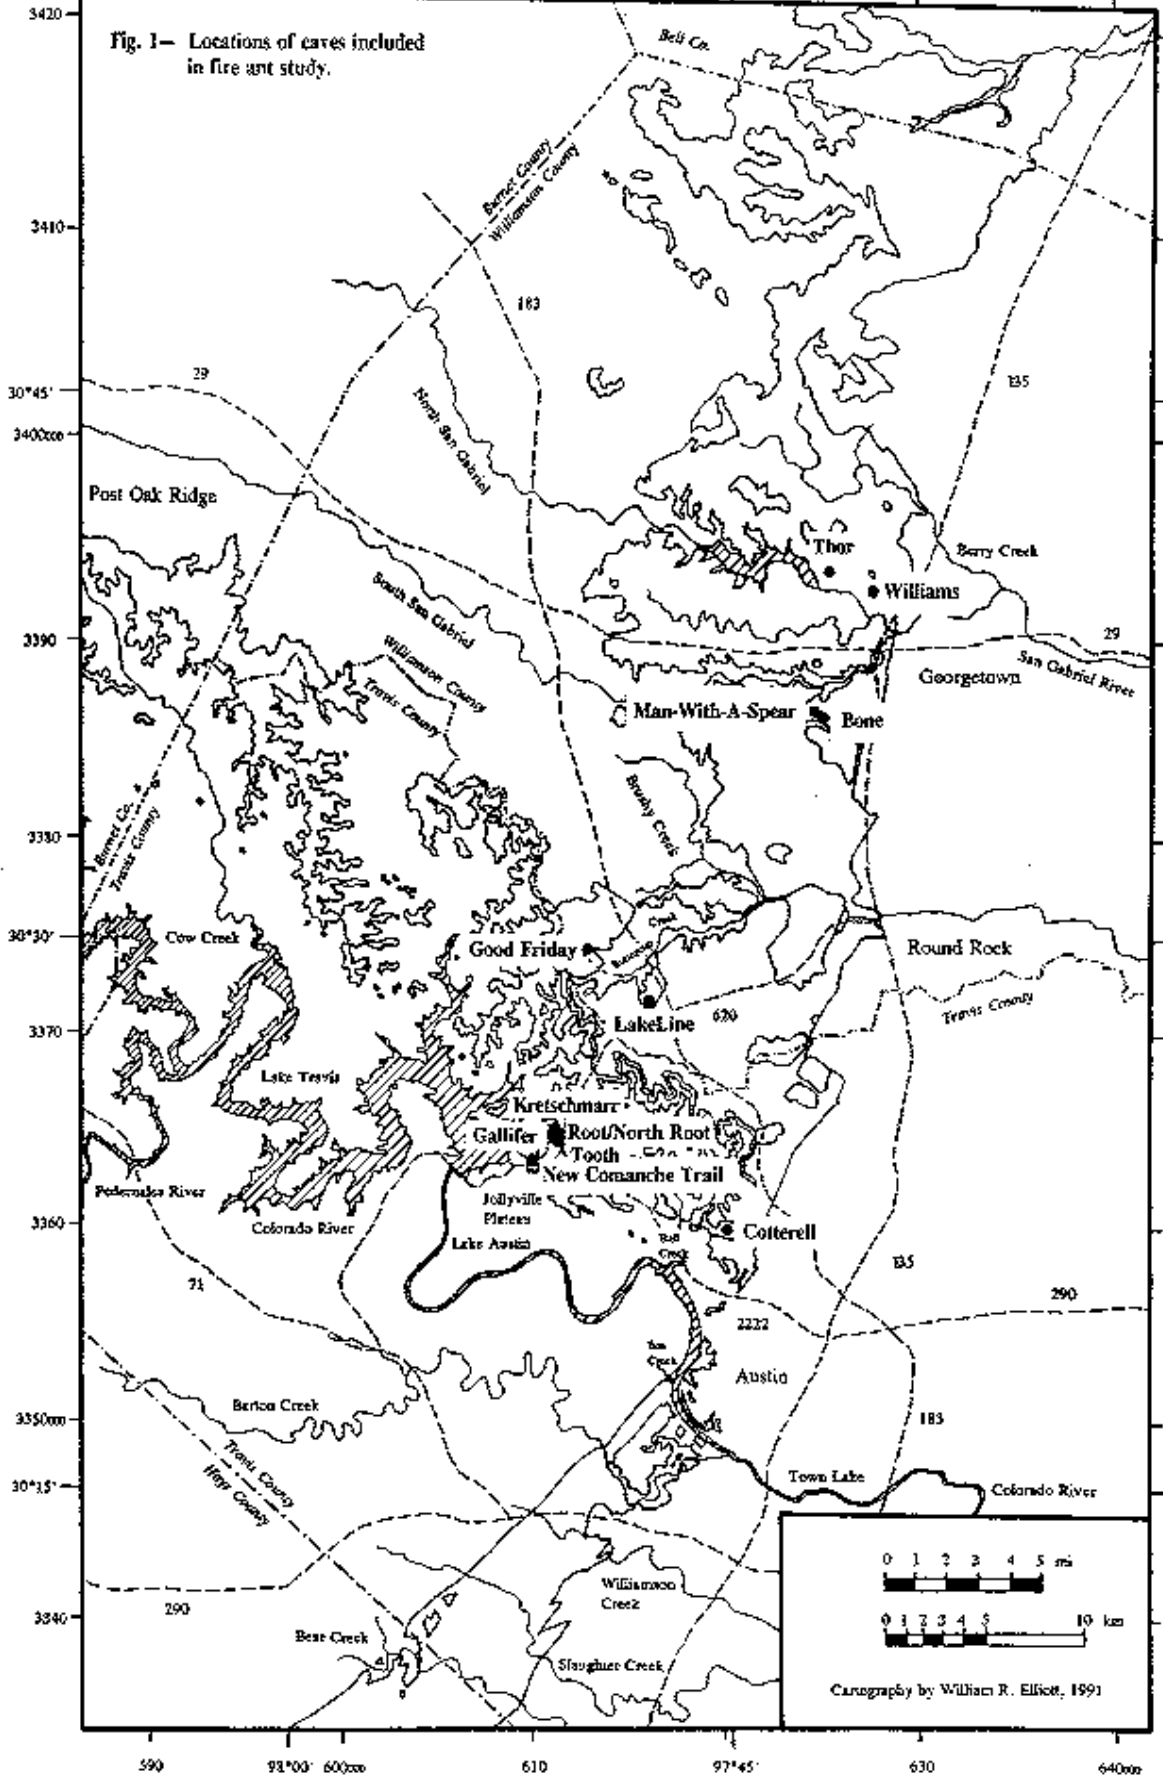 Fig. 1— Locations of caves included
in fire ant study.
3420
Bell Co.
Burnet County
Williamson County
3410
183
29
135
30°45'
3400000
North San Gabriel
Post Oak Ridge
Thor
Berry Creek
Williams
South San Gabriel
3390
29
San Gabriel River
Georgetown
Williamson County
Travis County
Man-With-A-Spear
Bone
Brushy Creek
Burnet Co.
Travis County
3380
30°30'
Cow Creek
Good Friday
Round Rock
LakeLine
620
Travis County
3370
Lake Travis
Kretschmarr
Gallifer
Root/North Root
Tooth
New Comanche Trail
Pedernales River
Jollyville
Plateau
Colorado River
3360
Cotterell
Lake Austin
Bull
Creek
71
135
290
2222
Creek
Austin
Barton Creek
3350000
183
Travis County
Hays County
30°15'
Town Lake
Colorado River
0 1 2 3 4 5 mi
Williamson
Creek
290
3340
0 1 2 3 4 5 10 km
Bear Creek
Slaughter Creek
Cartography by William R. Elliott, 1991
590
98°00'
600000
610
97°45'
630
640000